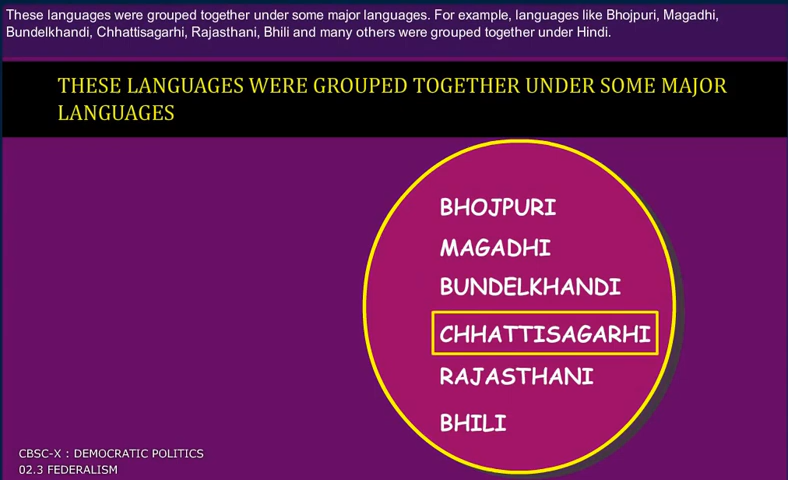 These languages were grouped together under some major languages. For example, languages like Bhojpuri, Magadhi,
Bundelkhandi, Chhattisagarhi, Rajasthani, Bhili and many others were grouped together under Hindi.
THESE LANGUAGES WERE GROUPED TOGETHER UNDER SOME MAJOR
LANGUAGES
BHOJPURI
MAGADHI
BUNDELKHANDI
CHHATTISAGARHI
RAJASTHANI
BHILI
CBSC-X : DEMOCRATIC POLITICS
02.3 FEDERALISM